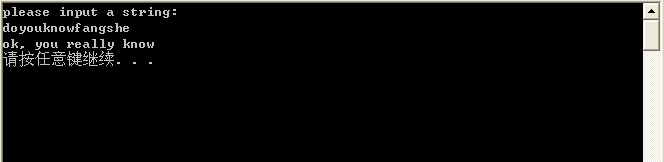 please input a string:
doyouknowfangshe
ok, you really know
请按任意键继续. . .